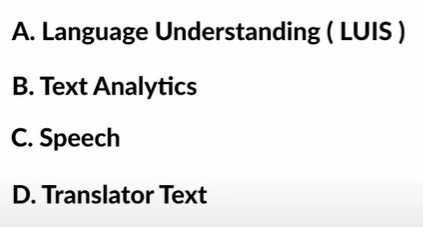 A. Language Understanding ( LUIS )
B. Text Analytics
C. Speech
D. Translator Text